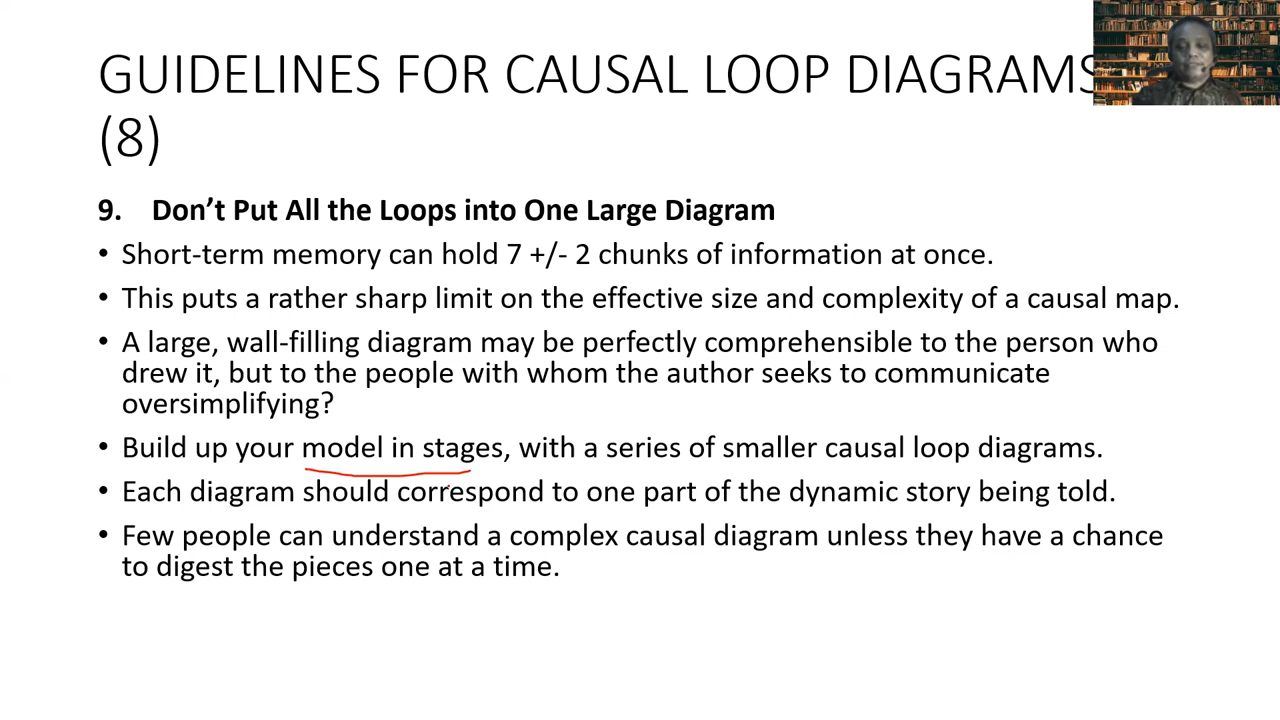 GUIDELINES FOR CAUSAL LOOP DIAGRAMS
(8)
9. Don’t Put All the Loops into One Large Diagram
• Short-term memory can hold 7 +/- 2 chunks of information at once.
• This puts a rather sharp limit on the effective size and complexity of a causal map.
• A large, wall-filling diagram may be perfectly comprehensible to the person who
drew it, but to the people with whom the author seeks to communicate
oversimplifying?
• Build up your model in stages, with a series of smaller causal loop diagrams.
• Each diagram should correspond to one part of the dynamic story being told.
• Few people can understand a complex causal diagram unless they have a chance
to digest the pieces one at a time.